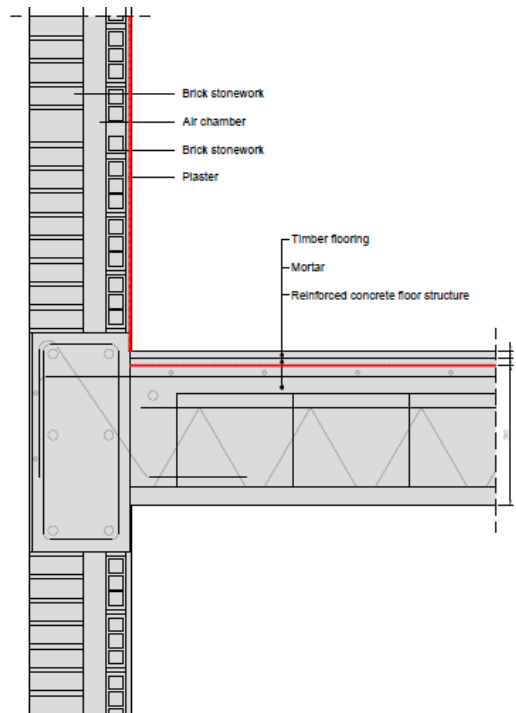 Brick stonework
Air chamber
Brick stonework
Plaster
Timber flooring
Mortar
Reinforced concrete floor structure